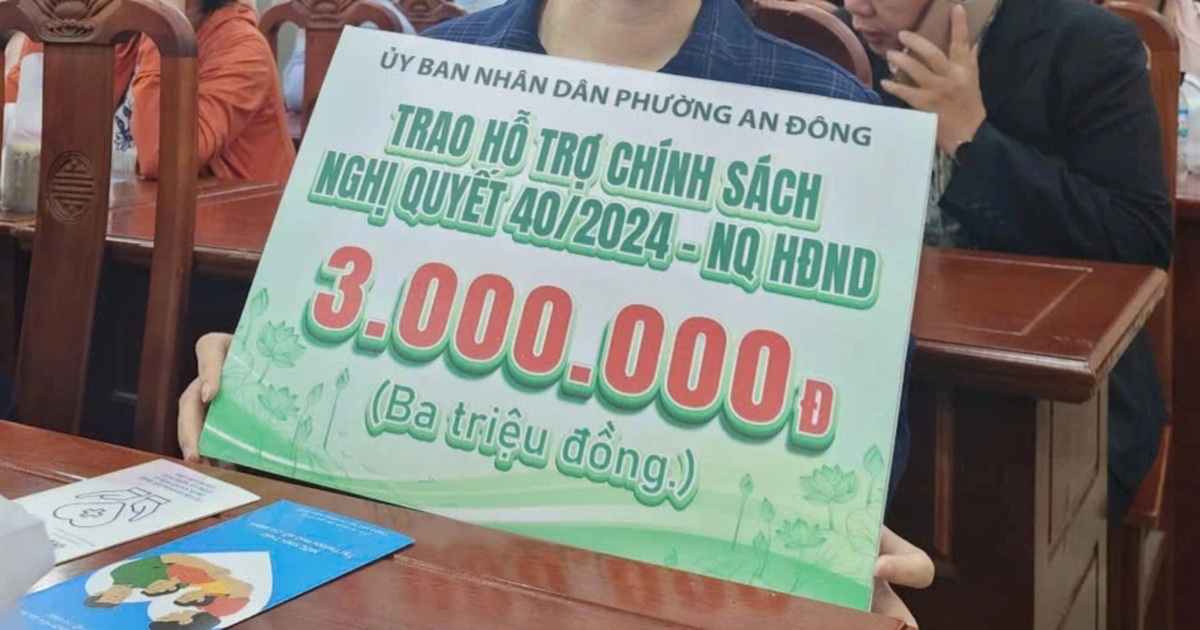 ỦY BAN NHÂN DÂN PHƯỜNG AN ĐÔNG
TRAO HỖ TRỢ CHÍNH SÁCH
NGHỊ QUYẾT 40/2024 - NQ HĐND
3.000.000 Đ
(Ba triệu đồng.)